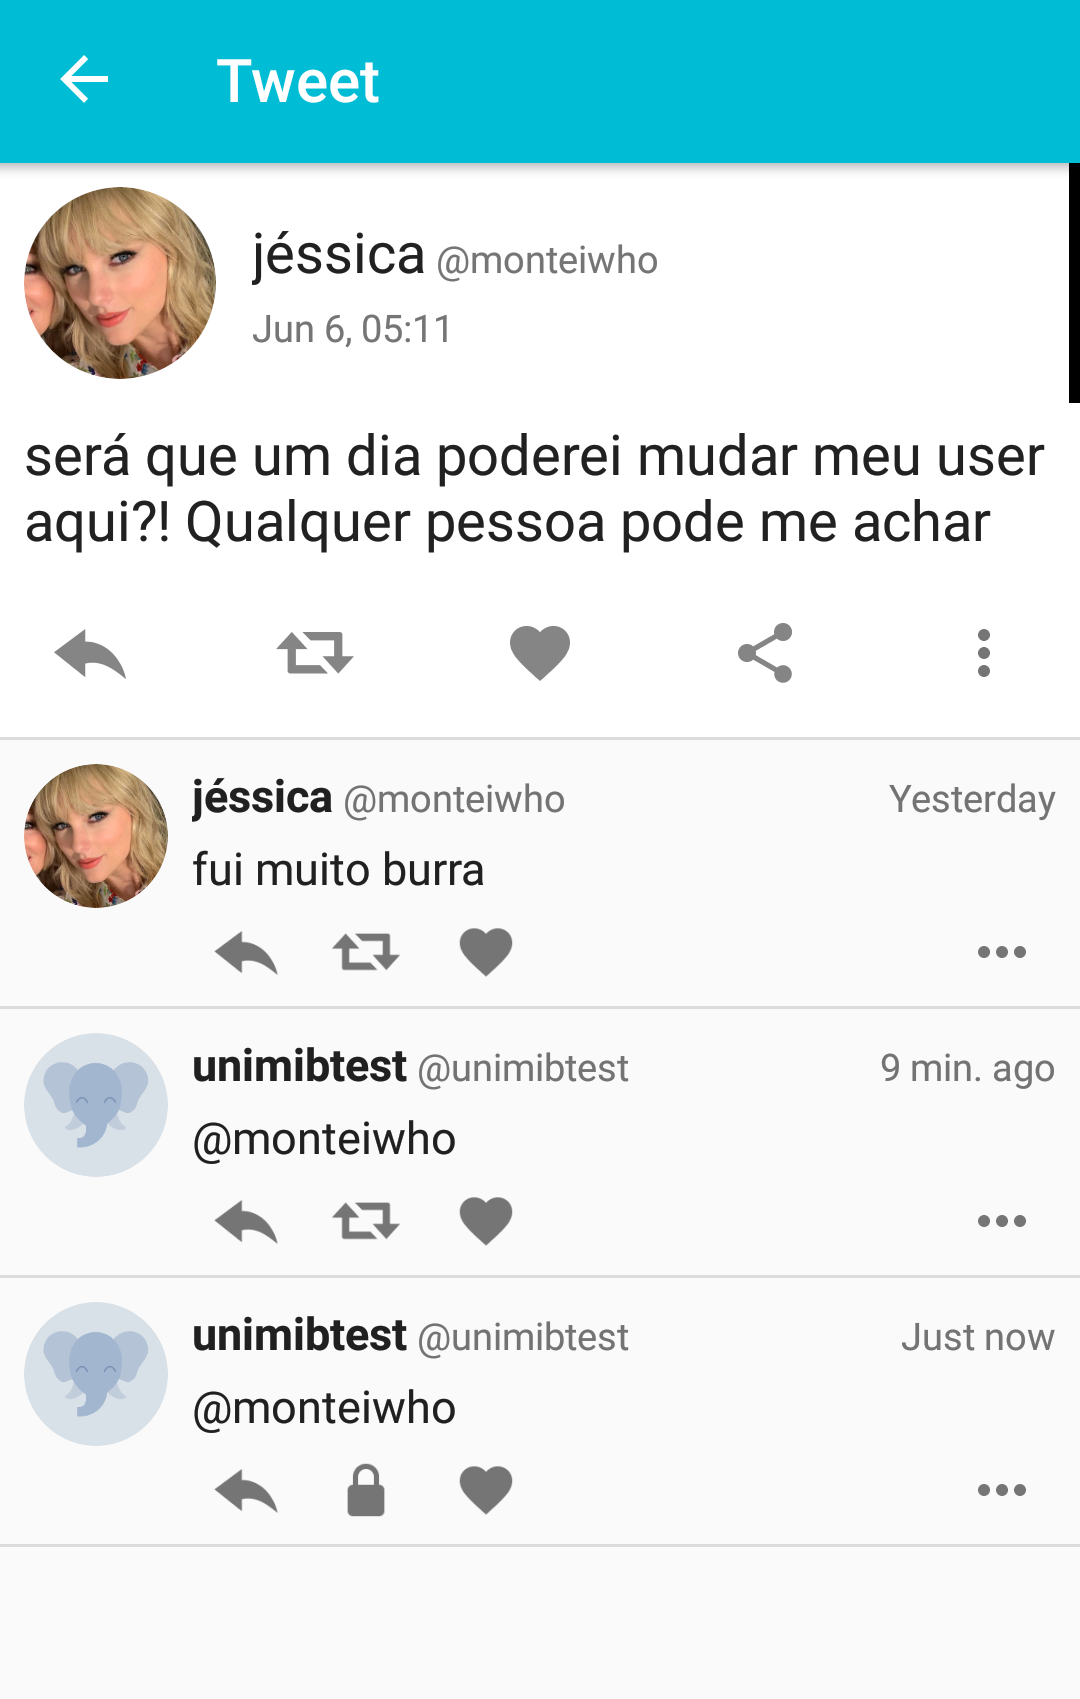 Tweet
jéssica @monteiwho
Jun 6, 05:11
será que um dia poderei mudar meu user
aqui?! Qualquer pessoa pode me achar
jéssica @monteiwho Yesterday
fui muito burra
unimibtest @unimibtest 9 min. ago
@monteiwho
unimibtest @unimibtest Just now
@monteiwho